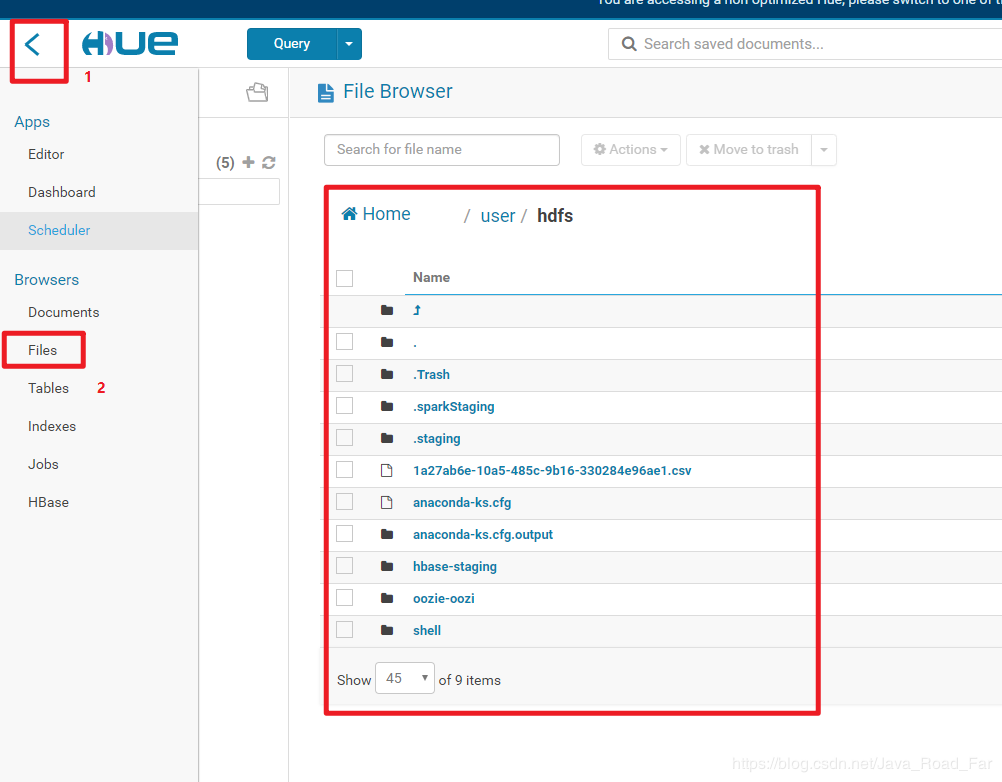 You are accessing a non optimized Hue, please switch to one of t
HUE
Query
Search saved documents...
1
Apps
Editor
Dashboard
Scheduler
Browsers
Documents
Files
Tables
2
Indexes
Jobs
HBase
(5)
File Browser
Search for file name
Actions
Move to trash
Home / user / hdfs
Name
.
.Trash
.sparkStaging
.staging
1a27ab6e-10a5-485c-9b16-330284e96ae1.csv
anaconda-ks.cfg
anaconda-ks.cfg.output
hbase-staging
oozie-oozi
shell
Show 45 of 9 items
https://blog.csdn.net/Java_Road_Far